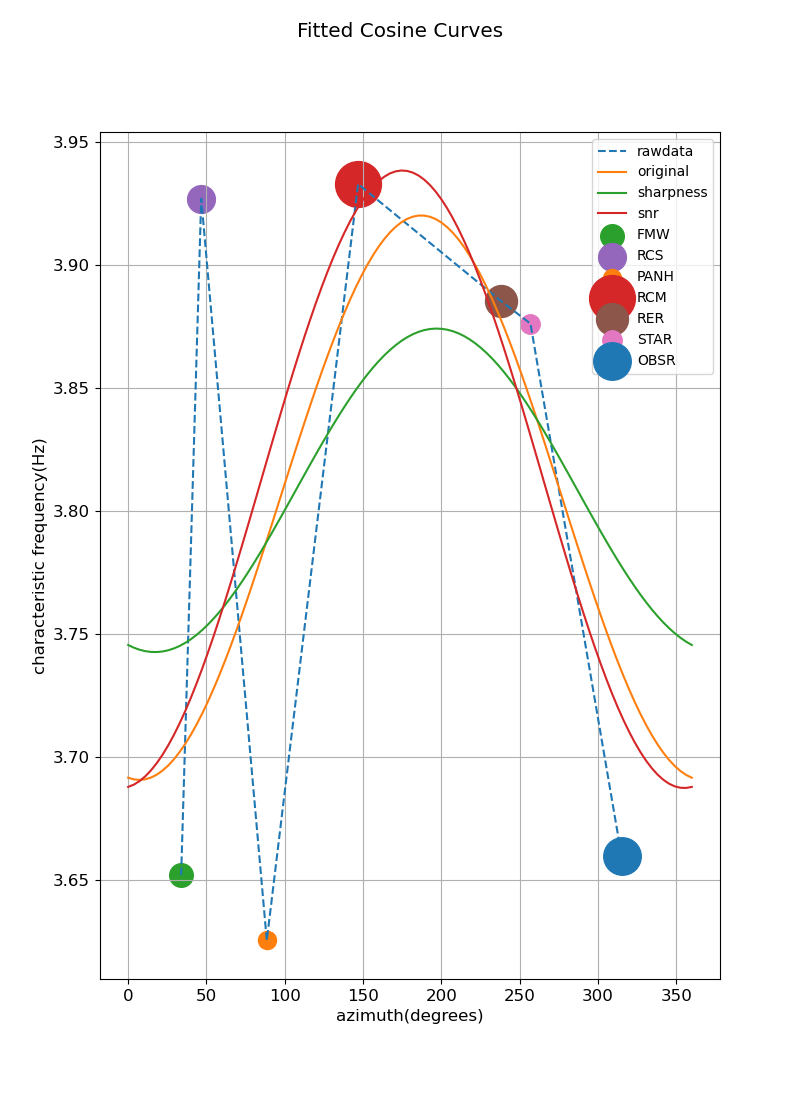 Fitted Cosine Curves
3.95
3.90
3.85
3.80
3.75
3.70
3.65
characteristic frequency(Hz)
rawdata
original
sharpness
snr
FMW
RCS
PANH
RCM
RER
STAR
OBSR
0 50 100 150 200 250 300 350
azimuth(degrees)